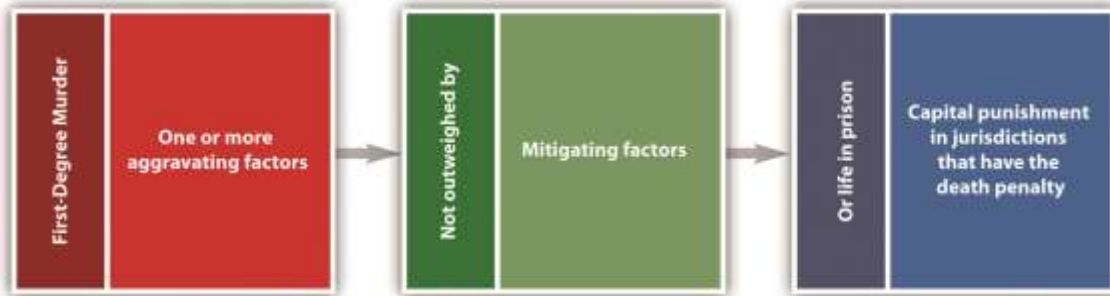 First-Degree Murder
One or more
aggravating factors
Not outweighed by
Mitigating factors
Or life in prison
Capital punishment
in jurisdictions
that have the
death penalty